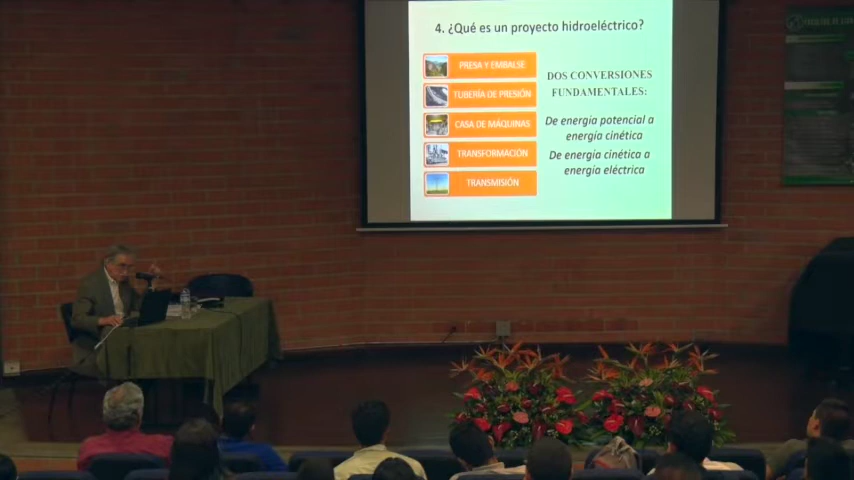 4. ¿Qué es un proyecto hidroeléctrico?
PRESA Y EMBALSE
TUBERÍA DE PRESIÓN
CASA DE MÁQUINAS
TRANSFORMACIÓN
TRANSMISIÓN
DOS CONVERSIONES
FUNDAMENTALES:
De energía potencial a
energía cinética
De energía cinética a
energía eléctrica